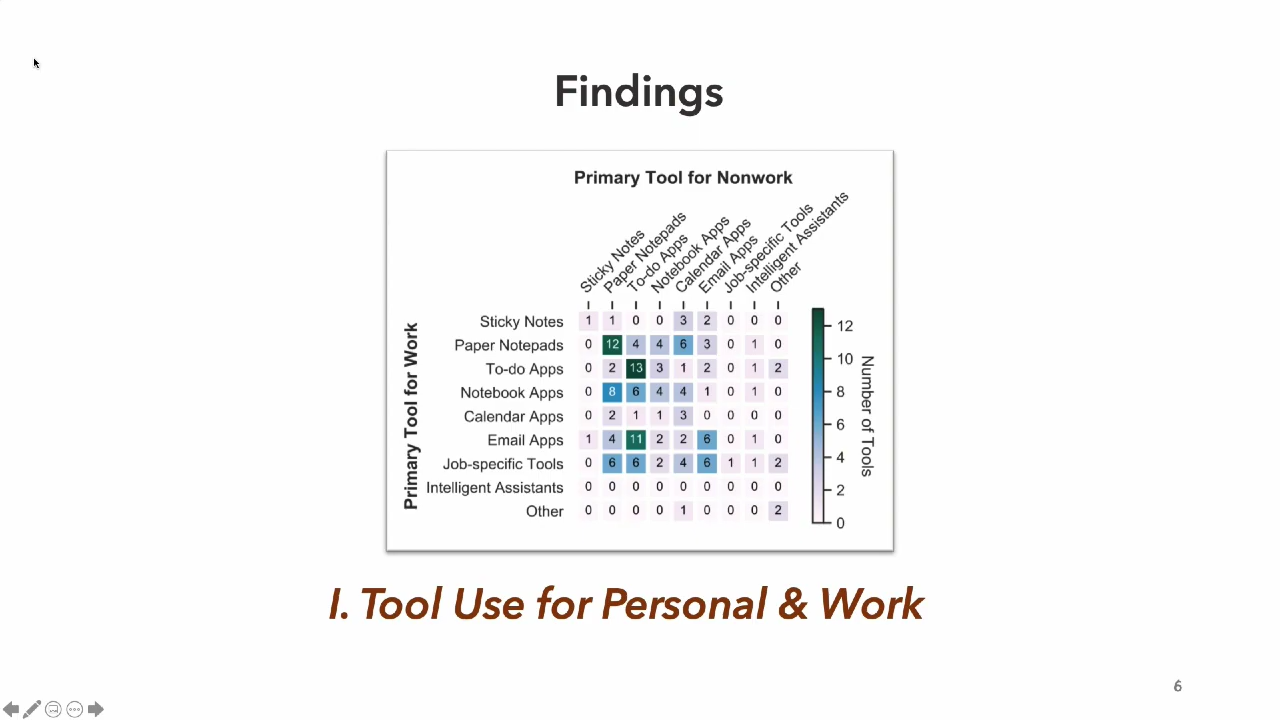 Findings
Primary Tool for Nonwork
Sticky Notes
Paper Notepads
To-do Apps
Notebook Apps
Calendar Apps
Email Apps
Job-specific Tools
Intelligent Assistants
Other
Primary Tool for Work
Sticky Notes 1 1 0 0 3 2 0 0 0
Paper Notepads 0 12 4 4 6 3 0 1 0
To-do Apps 0 2 13 3 1 2 0 1 2
Notebook Apps 0 8 6 4 4 1 0 1 0
Calendar Apps 0 2 1 1 3 0 0 0 0
Email Apps 1 4 11 2 2 6 0 1 0
Job-specific Tools 0 6 6 2 4 6 1 1 2
Intelligent Assistants 0 0 0 0 0 0 0 0 0
Other 0 0 0 0 1 0 0 0 2
12
10
8
6
4
2
0
Number of Tools
I. Tool Use for Personal & Work
6